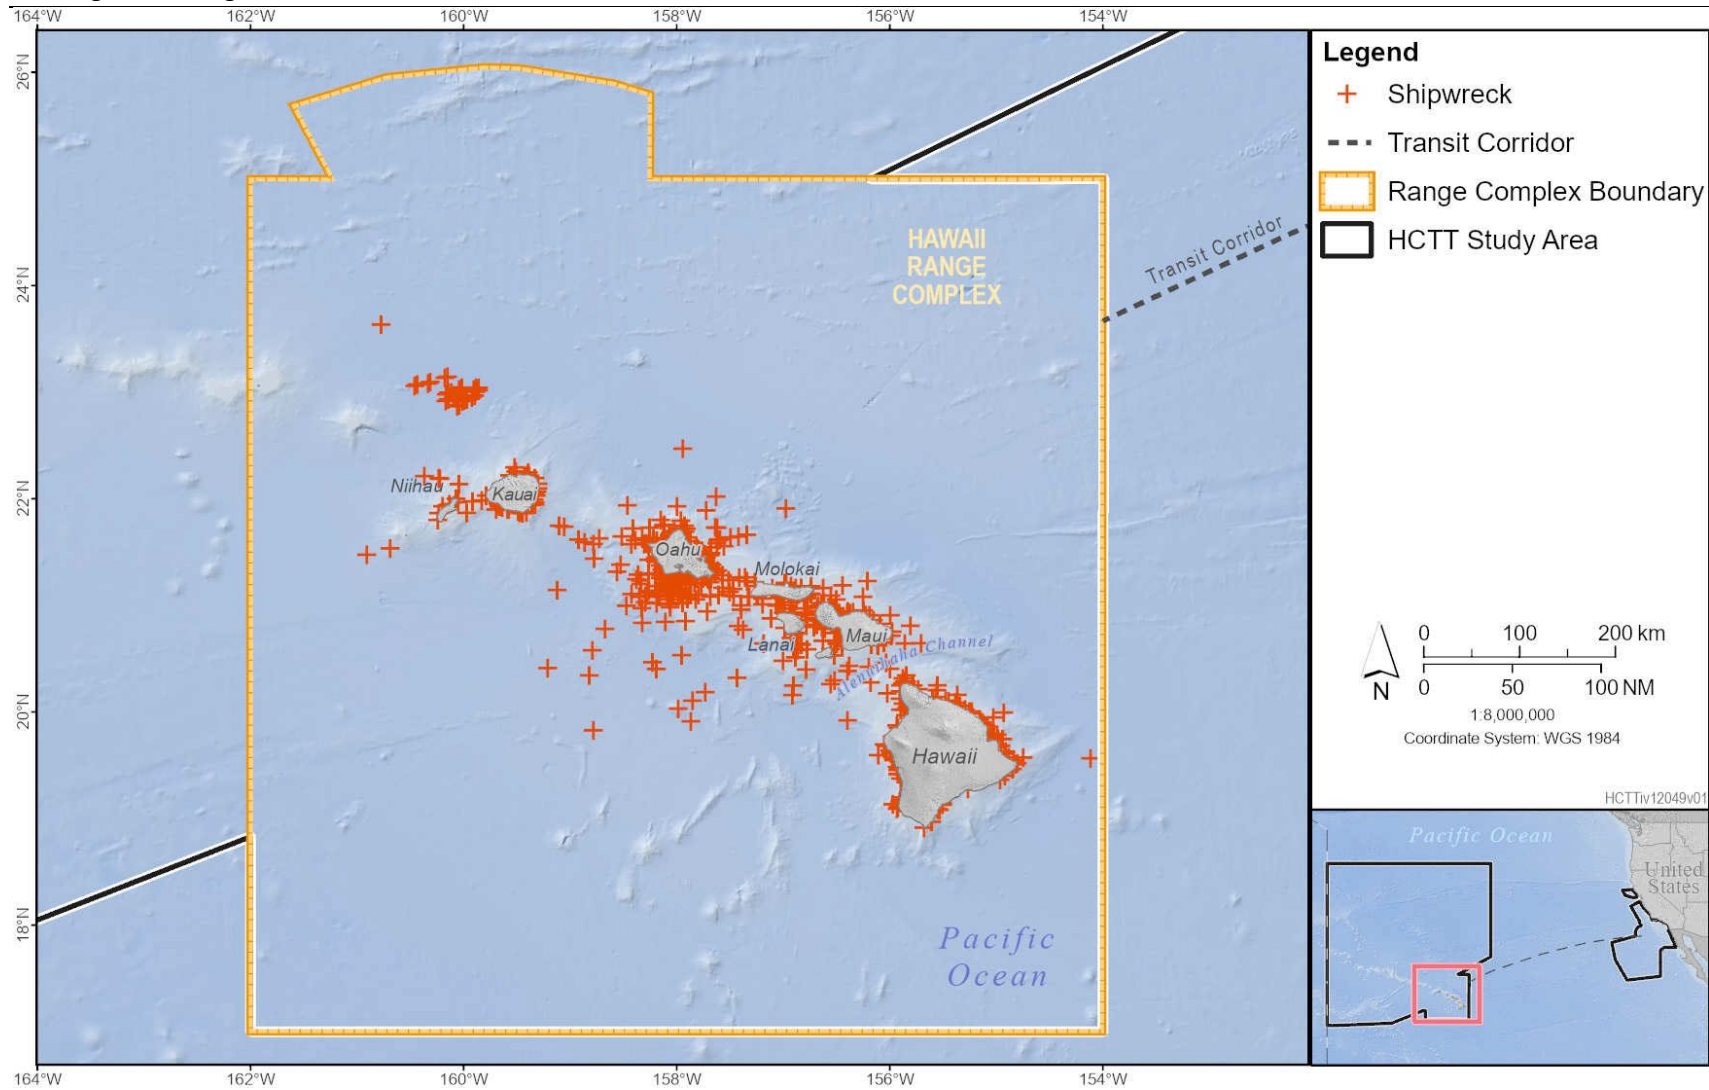 164°W 162°W 160°W 158°W 156°W 154°W
26°N
24°N
22°N
20°N
18°N
HAWAII
RANGE
COMPLEX
Transit Corridor
Niihau
Kauai
Oahu
Molokai
Lanai
Maui
Alenuihaha Channel
Hawaii
Pacific
Ocean
164°W 162°W 160°W 158°W 156°W 154°W
Legend
Shipwreck
Transit Corridor
Range Complex Boundary
HCTT Study Area
0 100 200 km
0 50 100 NM
N
1:8,000,000
Coordinate System: WGS 1984
HCTTiv12049v01
Pacific Ocean
United
States